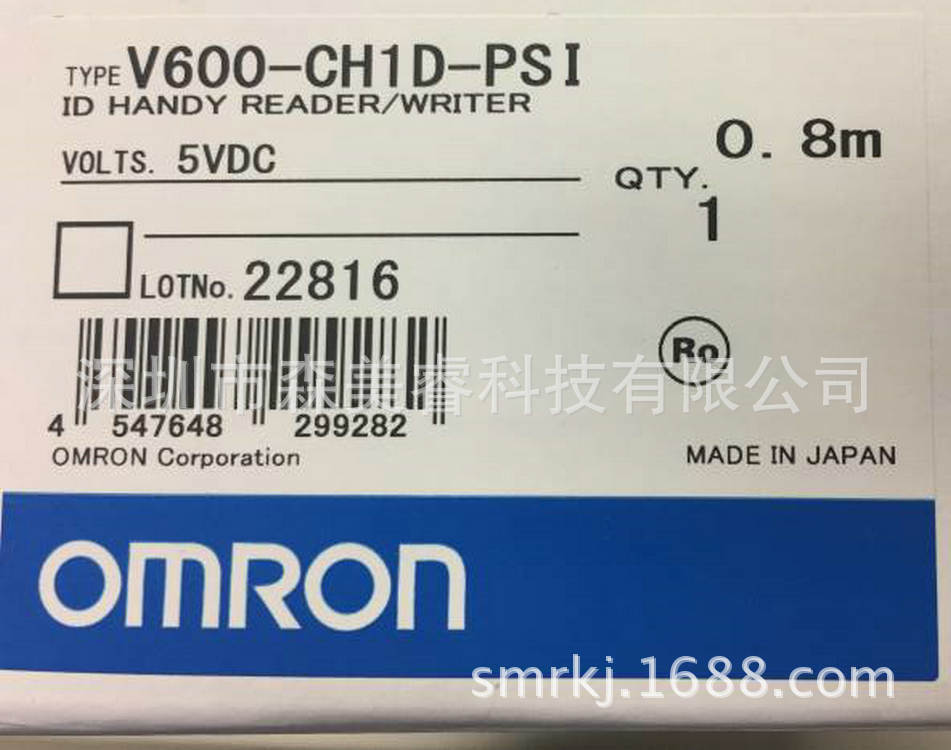 TYPE V600-CH1D-PSI
ID HANDY READER/WRITER
VOLTS. 5VDC
0. 8m
QTY.
1
LOTNo. 22816
Ro
深圳市森美睿科技有限公司
4 547648 299282
OMRON Corporation
MADE IN JAPAN
OMRON
smrkj.1688.com